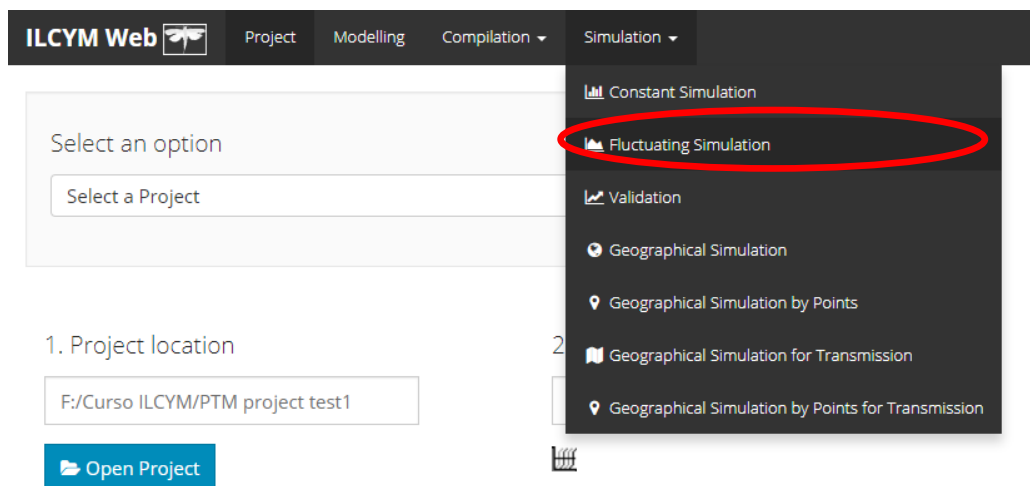 ILCYM Web Project Modelling Compilation Simulation
Constant Simulation
Fluctuating Simulation
Validation
Geographical Simulation
Geographical Simulation by Points
Geographical Simulation for Transmission
Geographical Simulation by Points for Transmission
Select an option
Select a Project
1. Project location
2
F:/Curso ILCYM/PTM project test1
Open Project